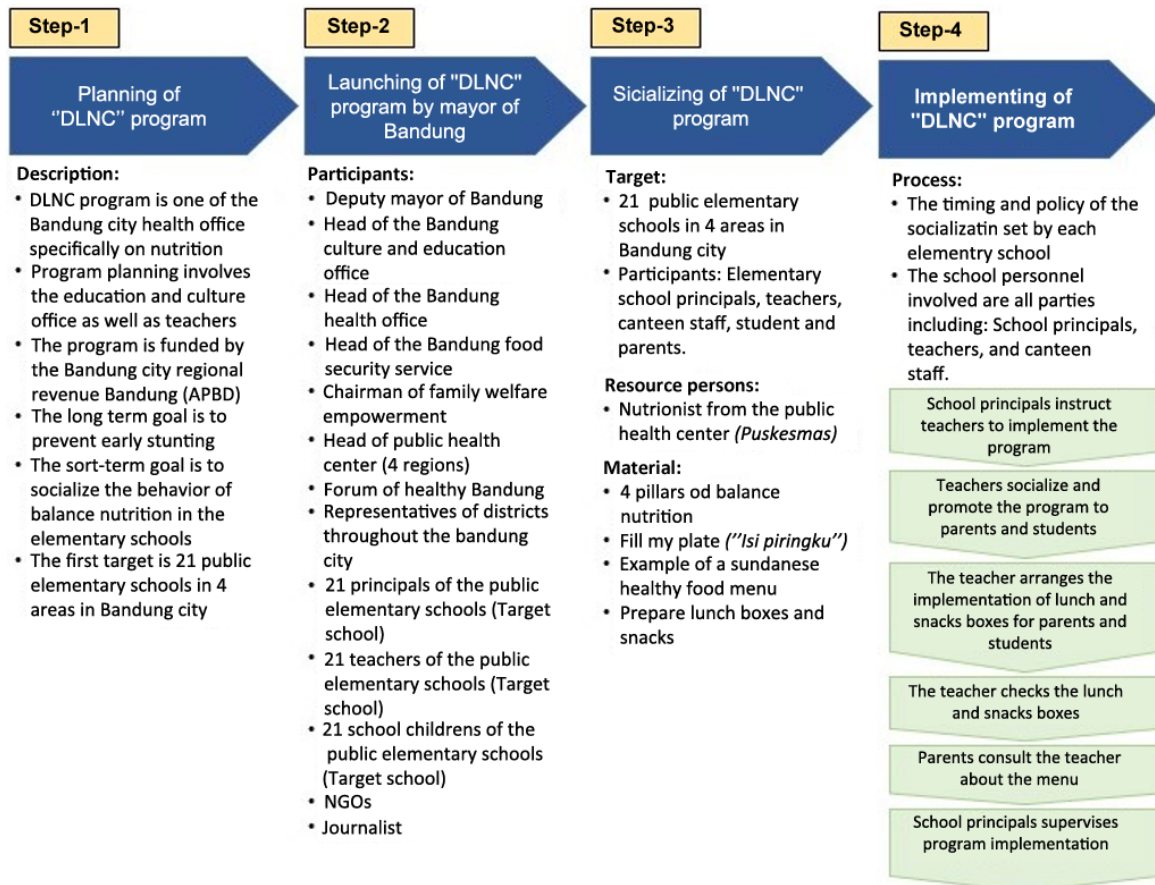 Step-1
Planning of
‘’DLNC’’ program
Description:
• DLNC program is one of the
Bandung city health office
specifically on nutrition
• Program planning involves
the education and culture
office as well as teachers
• The program is funded by
the Bandung city regional
revenue Bandung (APBD)
• The long term goal is to
prevent early stunting
• The sort-term goal is to
socialize the behavior of
balance nutrition in the
elementary schools
• The first target is 21 public
elementary schools in 4
areas in Bandung city
Step-2
Launching of "DLNC"
program by mayor of
Bandung
Participants:
• Deputy mayor of Bandung
• Head of the Bandung
culture and education
office
• Head of the Bandung
health office
• Head of the Bandung food
security service
• Chairman of family welfare
empowerment
• Head of public health
center (4 regions)
• Forum of healthy Bandung
• Representatives of districts
throughout the bandung
city
• 21 principals of the public
elementary schools (Target
school)
• 21 teachers of the public
elementary schools (Target
school)
• 21 school childrens of the
public elementary schools
(Target school)
• NGOs
• Journalist
Step-3
Sicializing of "DLNC"
program
Target:
• 21 public elementary
schools in 4 areas in
Bandung city
• Participants: Elementary
school principals, teachers,
canteen staff, student and
parents.
Resource persons:
• Nutrionist from the public
health center (Puskesmas)
Material:
• 4 pillars od balance
nutrition
• Fill my plate (’’Isi piringku’’)
• Example of a sundanese
healthy food menu
• Prepare lunch boxes and
snacks
Step-4
Implementing of
"DLNC" program
Process:
• The timing and policy of the
socializatin set by each
elementry school
• The school personnel
involved are all parties
including: School principals,
teachers, and canteen
staff.
School principals instruct
teachers to implement the
program
Teachers socialize and
promote the program to
parents and students
The teacher arranges the
implementation of lunch and
snacks boxes for parents and
students
The teacher checks the lunch
and snacks boxes
Parents consult the teacher
about the menu
School principals supervises
program implementation